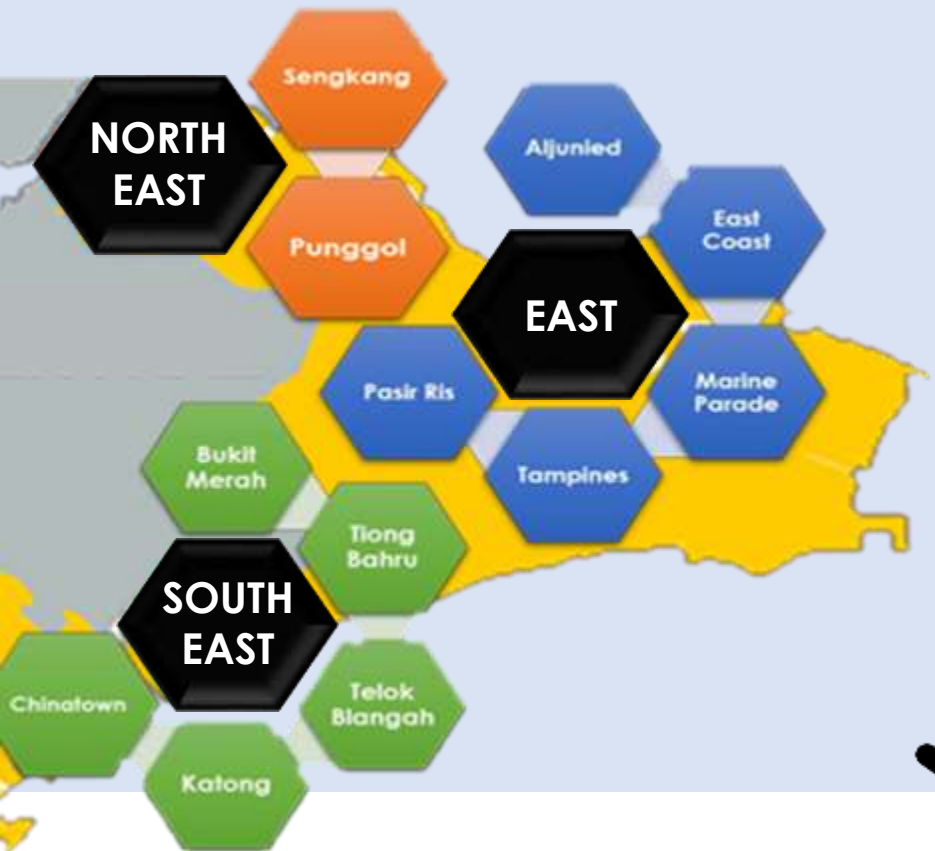 Sengkang
NORTH
EAST
Punggol
Aljunied
East
Coast
EAST
Pasir Ris
Marine
Parade
Tampines
Bukit
Merah
Tiong
Bahru
SOUTH
EAST
Chinatown
Telok
Blangah
Katong